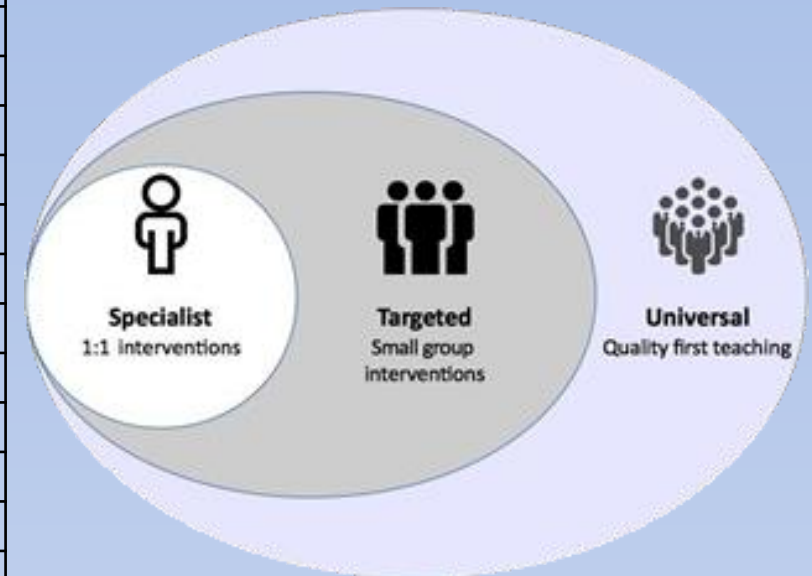 Specialist
1:1 interventions
Targeted
Small group
interventions
Universal
Quality first teaching